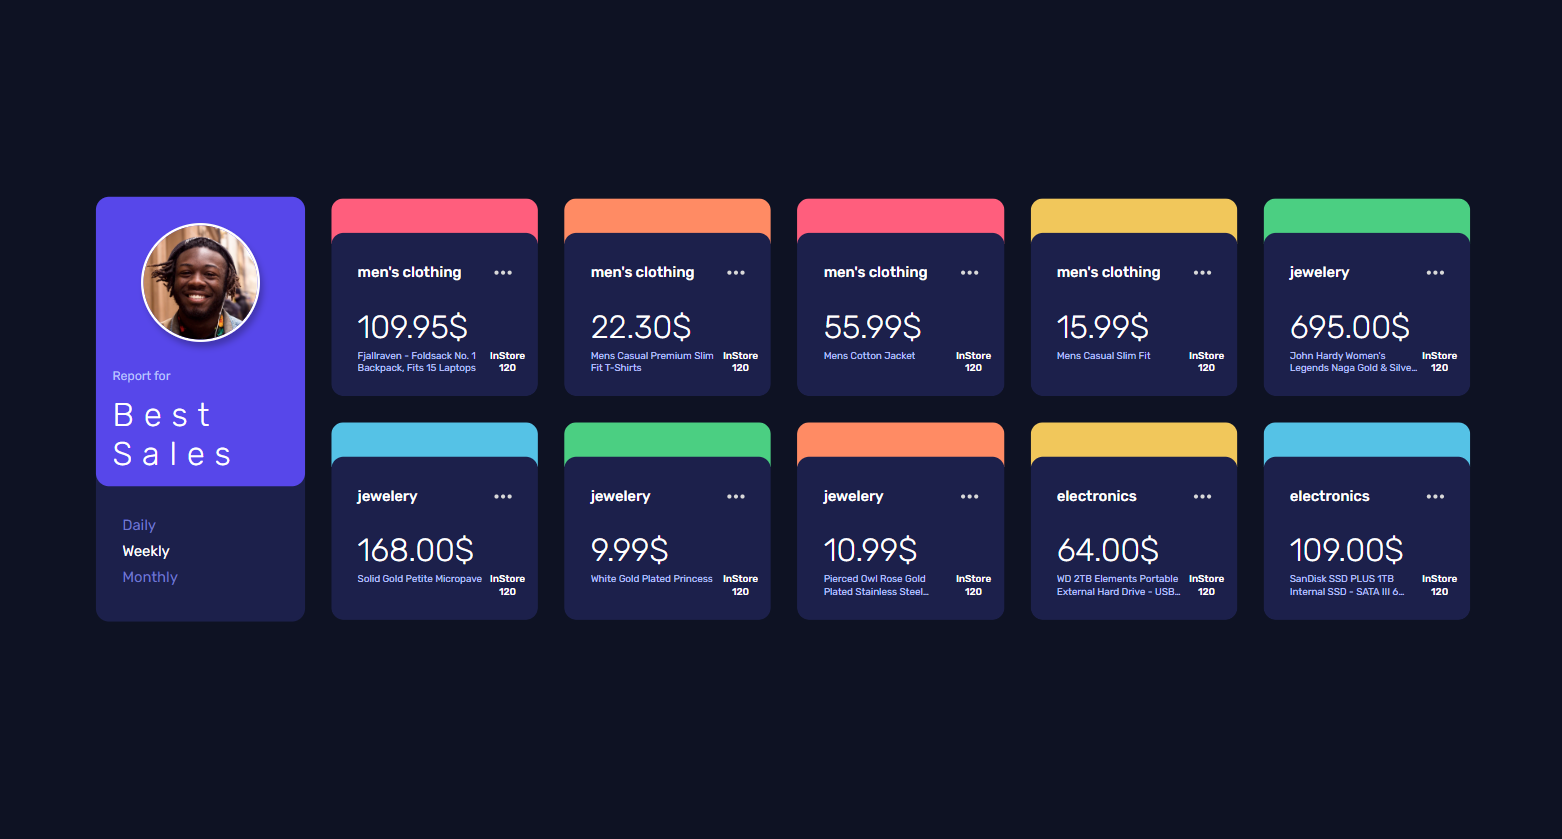 Report for
Best
Sales
Daily
Weekly
Monthly
men's clothing
109.95$
Fjallraven - Foldsack No. 1
Backpack, Fits 15 Laptops
InStore
120
men's clothing
22.30$
Mens Casual Premium Slim
Fit T-Shirts
InStore
120
men's clothing
55.99$
Mens Cotton Jacket
InStore
120
men's clothing
15.99$
Mens Casual Slim Fit
InStore
120
jewelery
695.00$
John Hardy Women's
Legends Naga Gold & Silve...
InStore
120
jewelery
168.00$
Solid Gold Petite Micropave
InStore
120
jewelery
9.99$
White Gold Plated Princess
InStore
120
jewelery
10.99$
Pierced Owl Rose Gold
Plated Stainless Steel...
InStore
120
electronics
64.00$
WD 2TB Elements Portable
External Hard Drive - USB...
InStore
120
electronics
109.00$
SanDisk SSD PLUS 1TB
Internal SSD - SATA III 6...
InStore
120